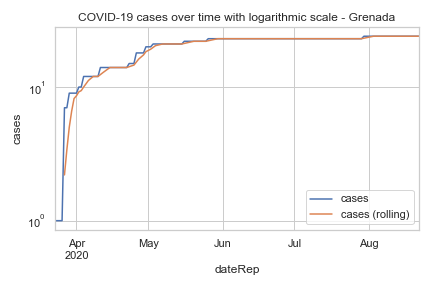 COVID-19 cases over time with logarithmic scale - Grenada
cases
10¹
10⁰
Apr
2020
May
Jun
Jul
Aug
dateRep
cases
cases (rolling)